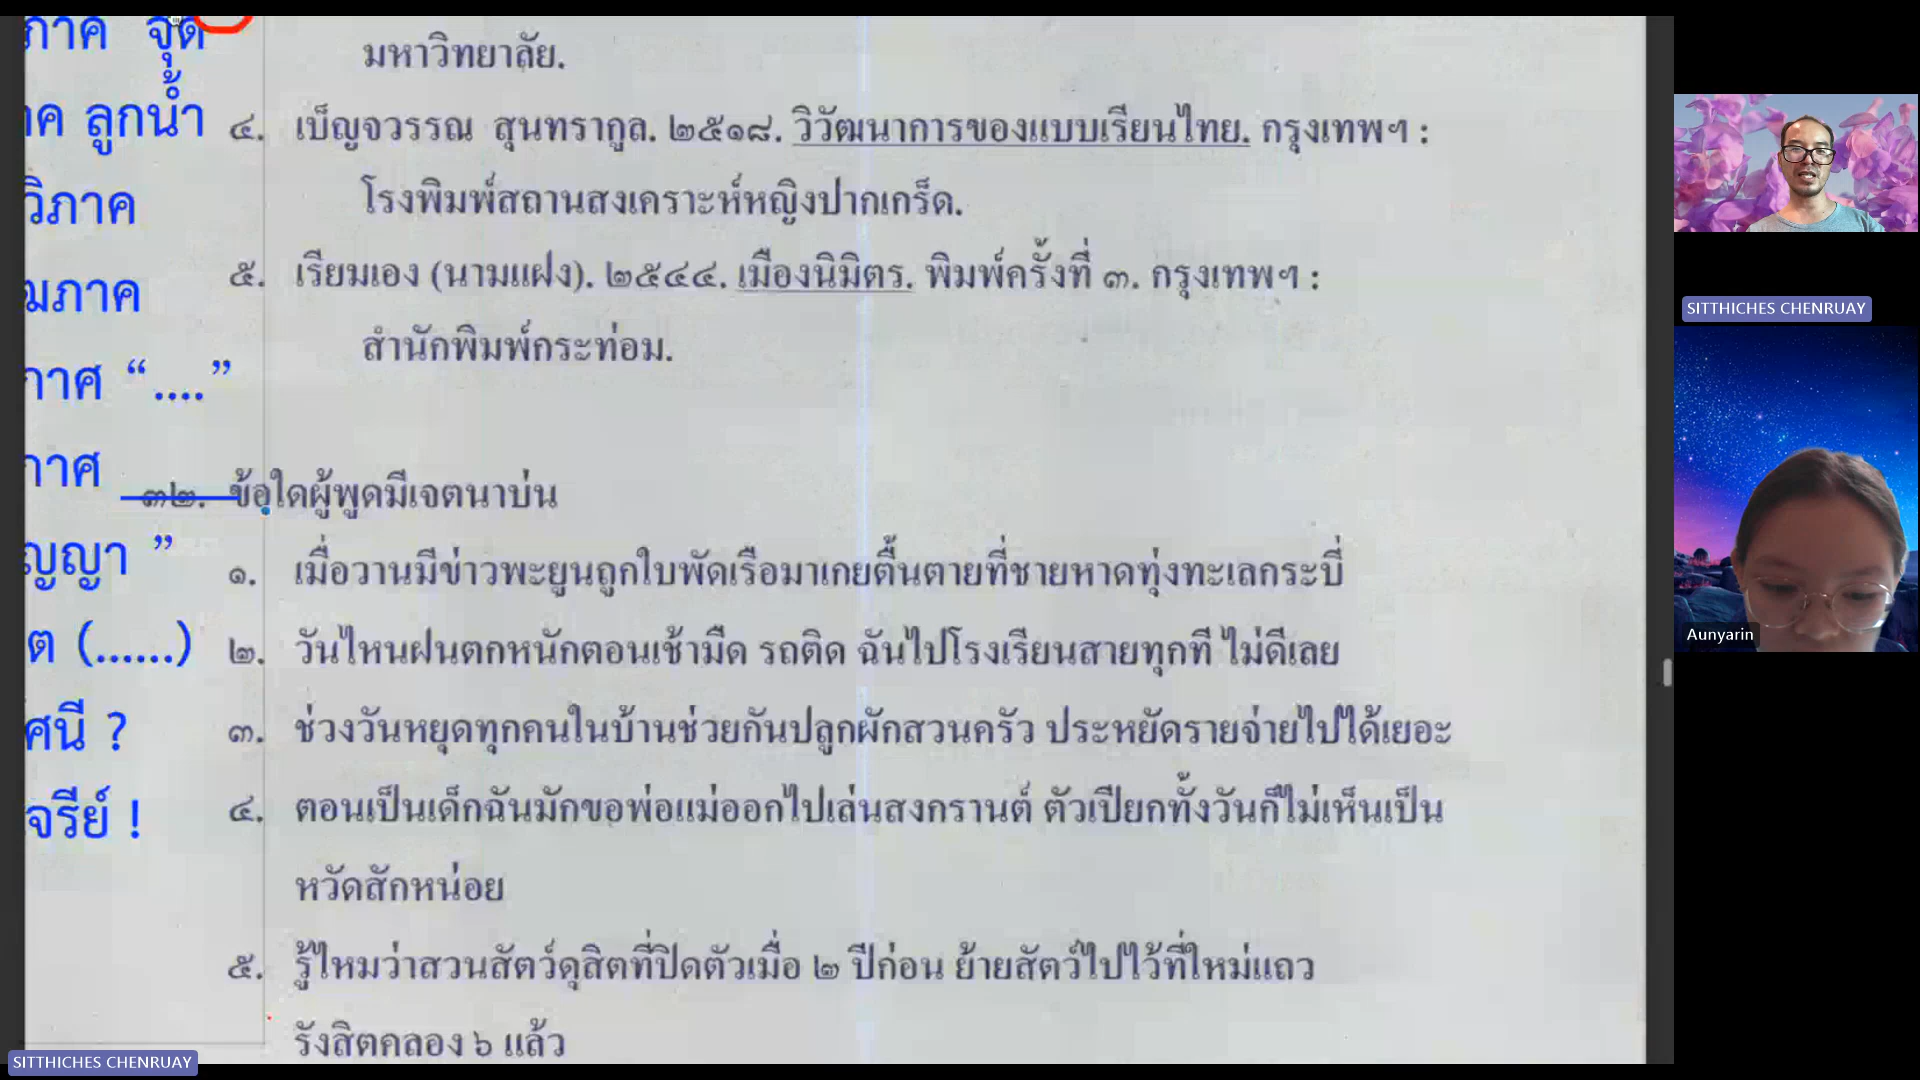 ภาค จุด
มหาวิทยาลัย.
าค ลูกน้ำ
๔. เบ็ญจวรรณ สุนทรากูล. ๒๕๑๘. วิวัฒนาการของแบบเรียนไทย. กรุงเทพฯ :
วิภาค
โรงพิมพ์สถานสงเคราะห์หญิงปากเกร็ด.
มภาค
๕. เรียมเอง (นามแฝง). ๒๕๔๔. เมืองนิมิตร. พิมพ์ครั้งที่ ๓. กรุงเทพฯ :
สำนักพิมพ์กระท่อม.
กาศ “....”
กาศ
๓๒. ข้อใดผู้พูดมีเจตนาบ่น
ญญา ”
๑. เมื่อวานมีข่าวพะยูนถูกใบพัดเรือมาเกยตื้นตายที่ชายหาดทุ่งทะเลกระบี่
ต (......)
๒. วันไหนฝนตกหนักตอนเช้ามืด รถติด ฉันไปโรงเรียนสายทุกที ไม่ดีเลย
ศนี ?
๓. ช่วงวันหยุดทุกคนในบ้านช่วยกันปลูกผักสวนครัว ประหยัดรายจ่ายไปได้เยอะ
จรีย์ !
๔. ตอนเป็นเด็กฉันมักขอพ่อแม่ออกไปเล่นสงกรานต์ ตัวเปียกทั้งวันก็ไม่เห็นเป็น
หวัดสักหน่อย
๕. รู้ไหมว่าสวนสัตว์ดุสิตที่ปิดตัวเมื่อ ๒ ปีก่อน ย้ายสัตว์ไปไว้ที่ใหม่แถว
รังสิตคลอง ๖ แล้ว
SITTHICHES CHENRUAY
SITTHICHES CHENRUAY
Aunyarin